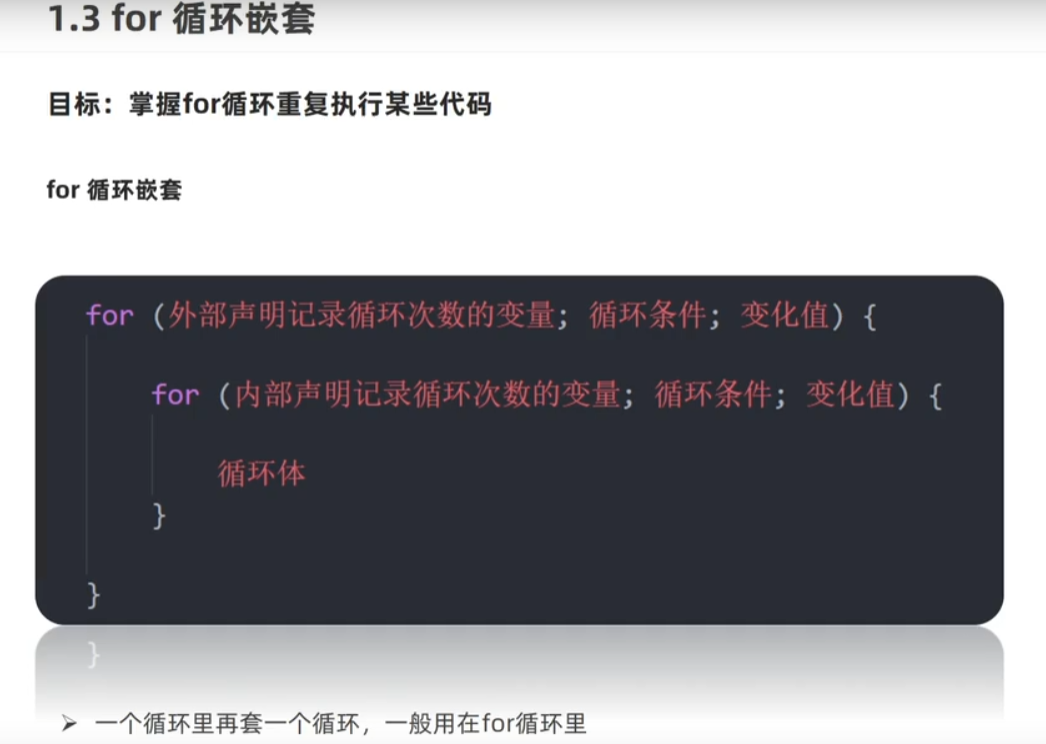 1.3 for 循环嵌套
目标：掌握for循环重复执行某些代码
for 循环嵌套
for (外部声明记录循环次数的变量; 循环条件; 变化值) {
for (内部声明记录循环次数的变量; 循环条件; 变化值) {
循环体
}
}
}
➢ 一个循环里再套一个循环，一般用在for循环里